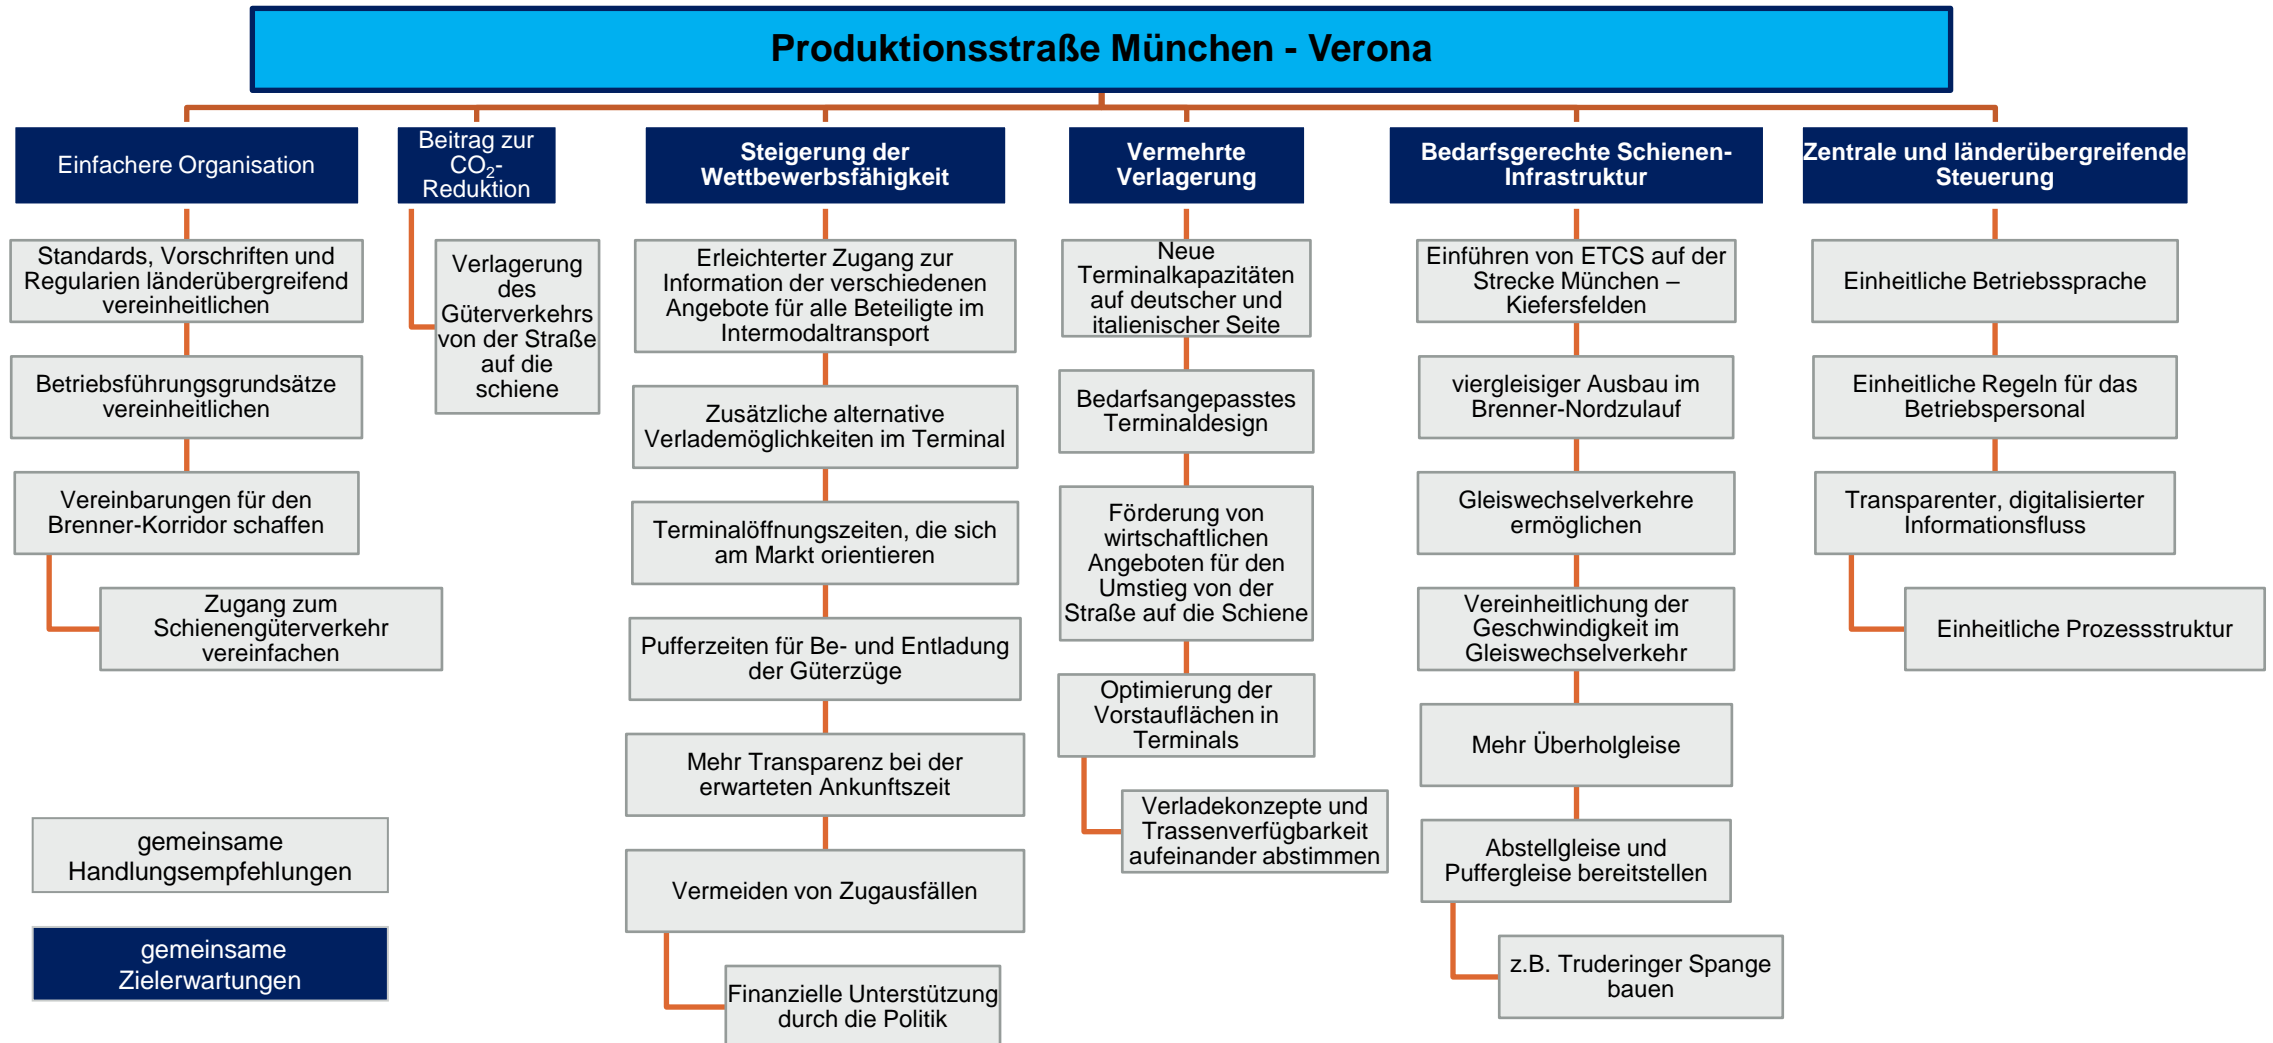 Produktionsstraße München - Verona
Einfachere Organisation
Standards, Vorschriften und
Regularien länderübergreifend
vereinheitlichen
Betriebsführungsgrundsätze
vereinheitlichen
Vereinbarungen für den
Brenner-Korridor schaffen
Zugang zum
Schienengüterverkehr
vereinfachen
Beitrag zur
CO₂-
Reduktion
Verlagerung
des
Güterverkehrs
von der Straße
auf die
schiene
Steigerung der
Wettbewerbsfähigkeit
Erleichterter Zugang zur
Information der verschiedenen
Angebote für alle Beteiligte im
Intermodaltransport
Zusätzliche alternative
Verlademöglichkeiten im Terminal
Terminalöffnungszeiten, die sich
am Markt orientieren
Pufferzeiten für Be- und Entladung
der Güterzüge
Mehr Transparenz bei der
erwarteten Ankunftszeit
Vermeiden von Zugausfällen
Finanzielle Unterstützung
durch die Politik
Vermehrte
Verlagerung
Neue
Terminalkapazitäten
auf deutscher und
italienischer Seite
Bedarfsangepasstes
Terminaldesign
Förderung von
wirtschaftlichen
Angeboten für den
Umstieg von der
Straße auf die Schiene
Optimierung der
Vorstauflächen in
Terminals
Verladekonzepte und
Trassenverfügbarkeit
aufeinander abstimmen
Bedarfsgerechte Schienen-
Infrastruktur
Einführen von ETCS auf der
Strecke München –
Kiefersfelden
viergleisiger Ausbau im
Brenner-Nordzulauf
Gleiswechselverkehre
ermöglichen
Vereinheitlichung der
Geschwindigkeit im
Gleiswechselverkehr
Mehr Überholgleise
Abstellgleise und
Puffergleise bereitstellen
z.B. Truderinger Spange
bauen
Zentrale und länderübergreifende
Steuerung
Einheitliche Betriebssprache
Einheitliche Regeln für das
Betriebspersonal
Transparenter, digitalisierter
Informationsfluss
Einheitliche Prozessstruktur
gemeinsame
Handlungsempfehlungen
gemeinsame
Zielerwartungen